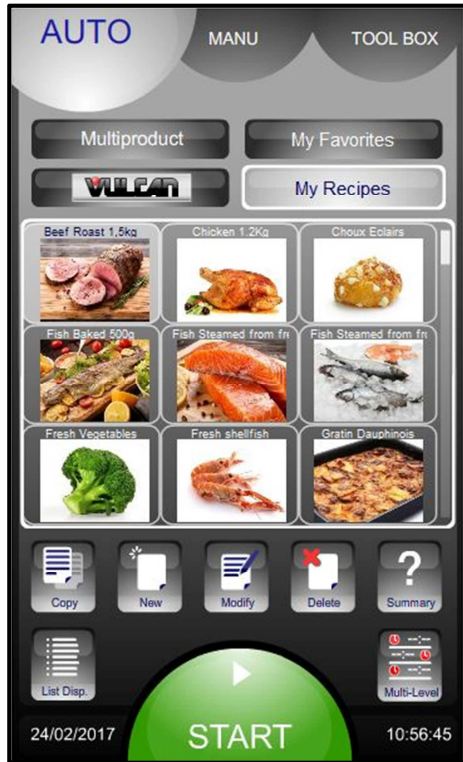 AUTO
MANU
TOOL BOX
Multiproduct
My Favorites
VULCAN
My Recipes
Beef Roast 1,5kg
Chicken 1.2Kg
Choux Eclairs
Fish Baked 500g
Fish Steamed from fre
Fish Steamed from fro
Fresh Vegetables
Fresh shellfish
Gratin Dauphinois
Copy
New
Modify
Delete
?
Summary
List Disp.
Multi-Level
24/02/2017
START
10:56:45